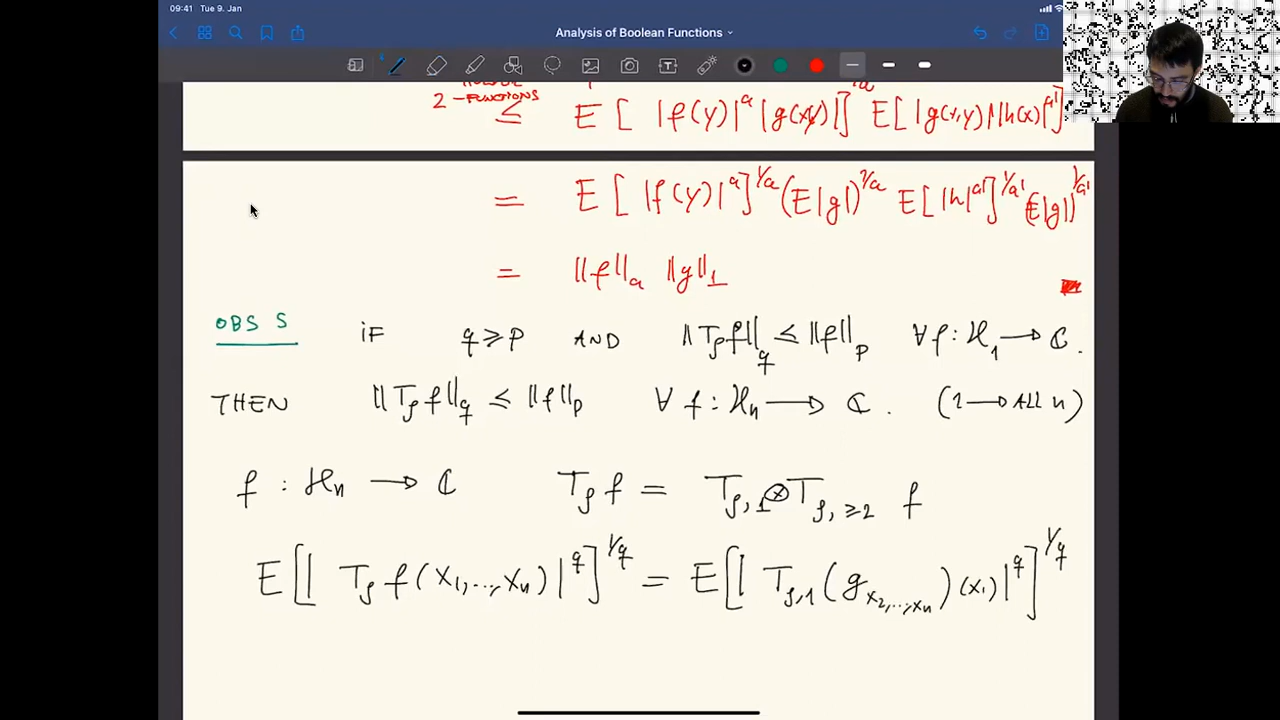 09:41 Tue 9. Jan
Analysis of Boolean Functions
2 - FUNCTIONS
≤ E [ |f(y)|^a |g(x,y)| ] E[ |g(x,y)| |h(x)|^{a'} ]
= E [ |f(y)|^a ]^{1/a} (E|g|)^{1/a} E[ |h|^{a'} ]^{1/a'} (E|g|)^{1/a'}
= ||f||_a ||g||_1
OBS 5 IF q ≥ p AND ||T_ρ f||_q ≤ ||f||_p ∀ f : H_1 → ℂ.
THEN ||T_ρ f||_q ≤ ||f||_p ∀ f : H_n → ℂ. (1 → ALL n)
f : H_n → ℂ T_ρ f = T_{ρ,1} ⊗ T_{ρ,≥2} f
E[ | T_ρ f(x_1,...,x_n) |^q ]^{1/q} = E[ | T_{ρ,1} (g_{x_2,...,x_n})(x_1) |^q ]^{1/q}